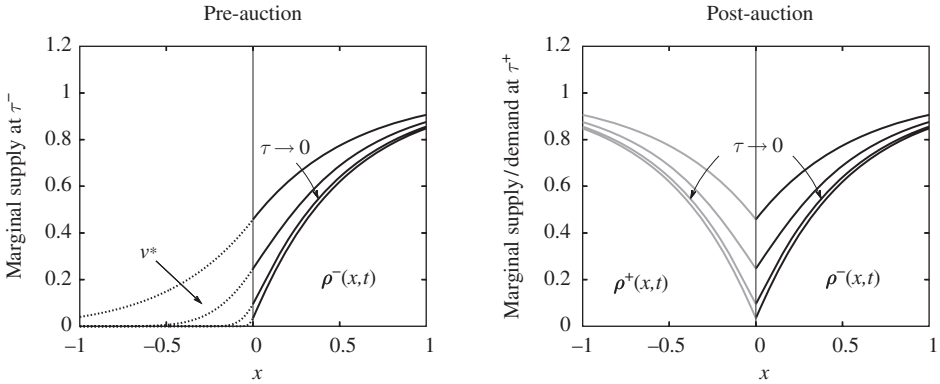 Pre-auction
Marginal supply at τ⁻
1.2
1
0.8
0.6
0.4
0.2
0
τ → 0
v*
ρ⁻(x,t)
−1
−0.5
0
0.5
1
x
Post-auction
Marginal supply/demand at τ⁺
1.2
1
0.8
0.6
0.4
0.2
0
τ → 0
ρ⁺(x,t)
ρ⁻(x,t)
−1
−0.5
0
0.5
1
x